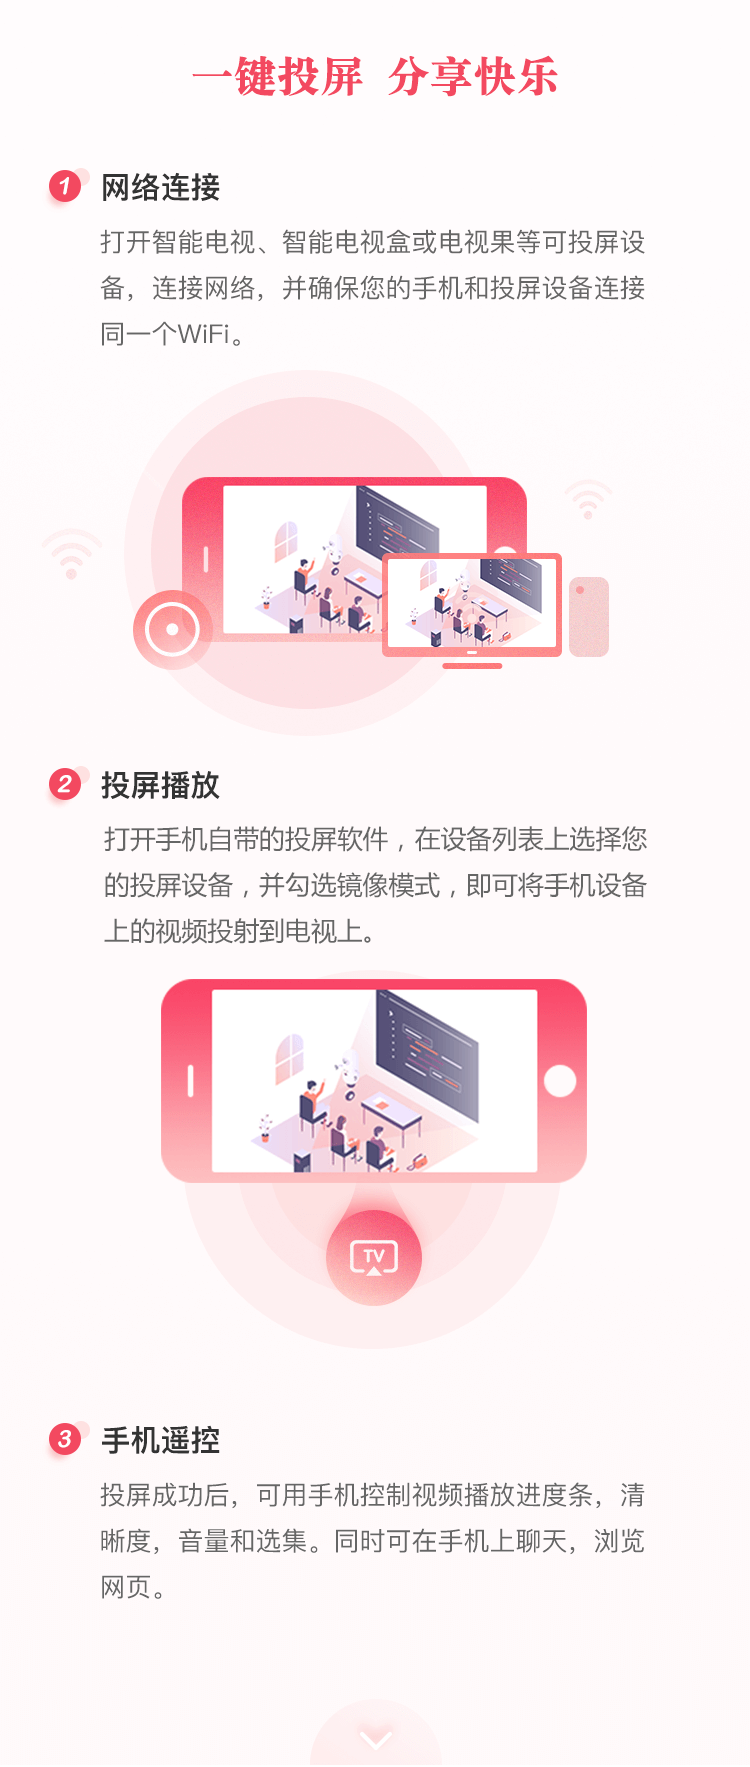 一键投屏 分享快乐
1 网络连接
打开智能电视、智能电视盒或电视果等可投屏设
备，连接网络，并确保您的手机和投屏设备连接
同一个WiFi。
2 投屏播放
打开手机自带的投屏软件，在设备列表上选择您
的投屏设备，并勾选镜像模式，即可将手机设备
上的视频投射到电视上。
TV
3 手机遥控
投屏成功后，可用手机控制视频播放进度条，清
晰度，音量和选集。同时可在手机上聊天，浏览
网页。